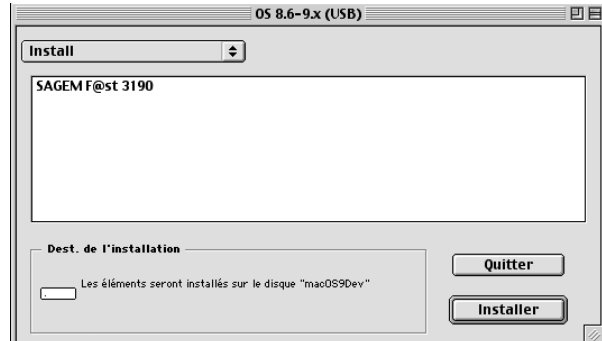 OS 8.6-9.x (USB)
Install
SAGEM F@st 3190
Dest. de l'installation
Les éléments seront installés sur le disque "macOS9Dev"
Quitter
Installer